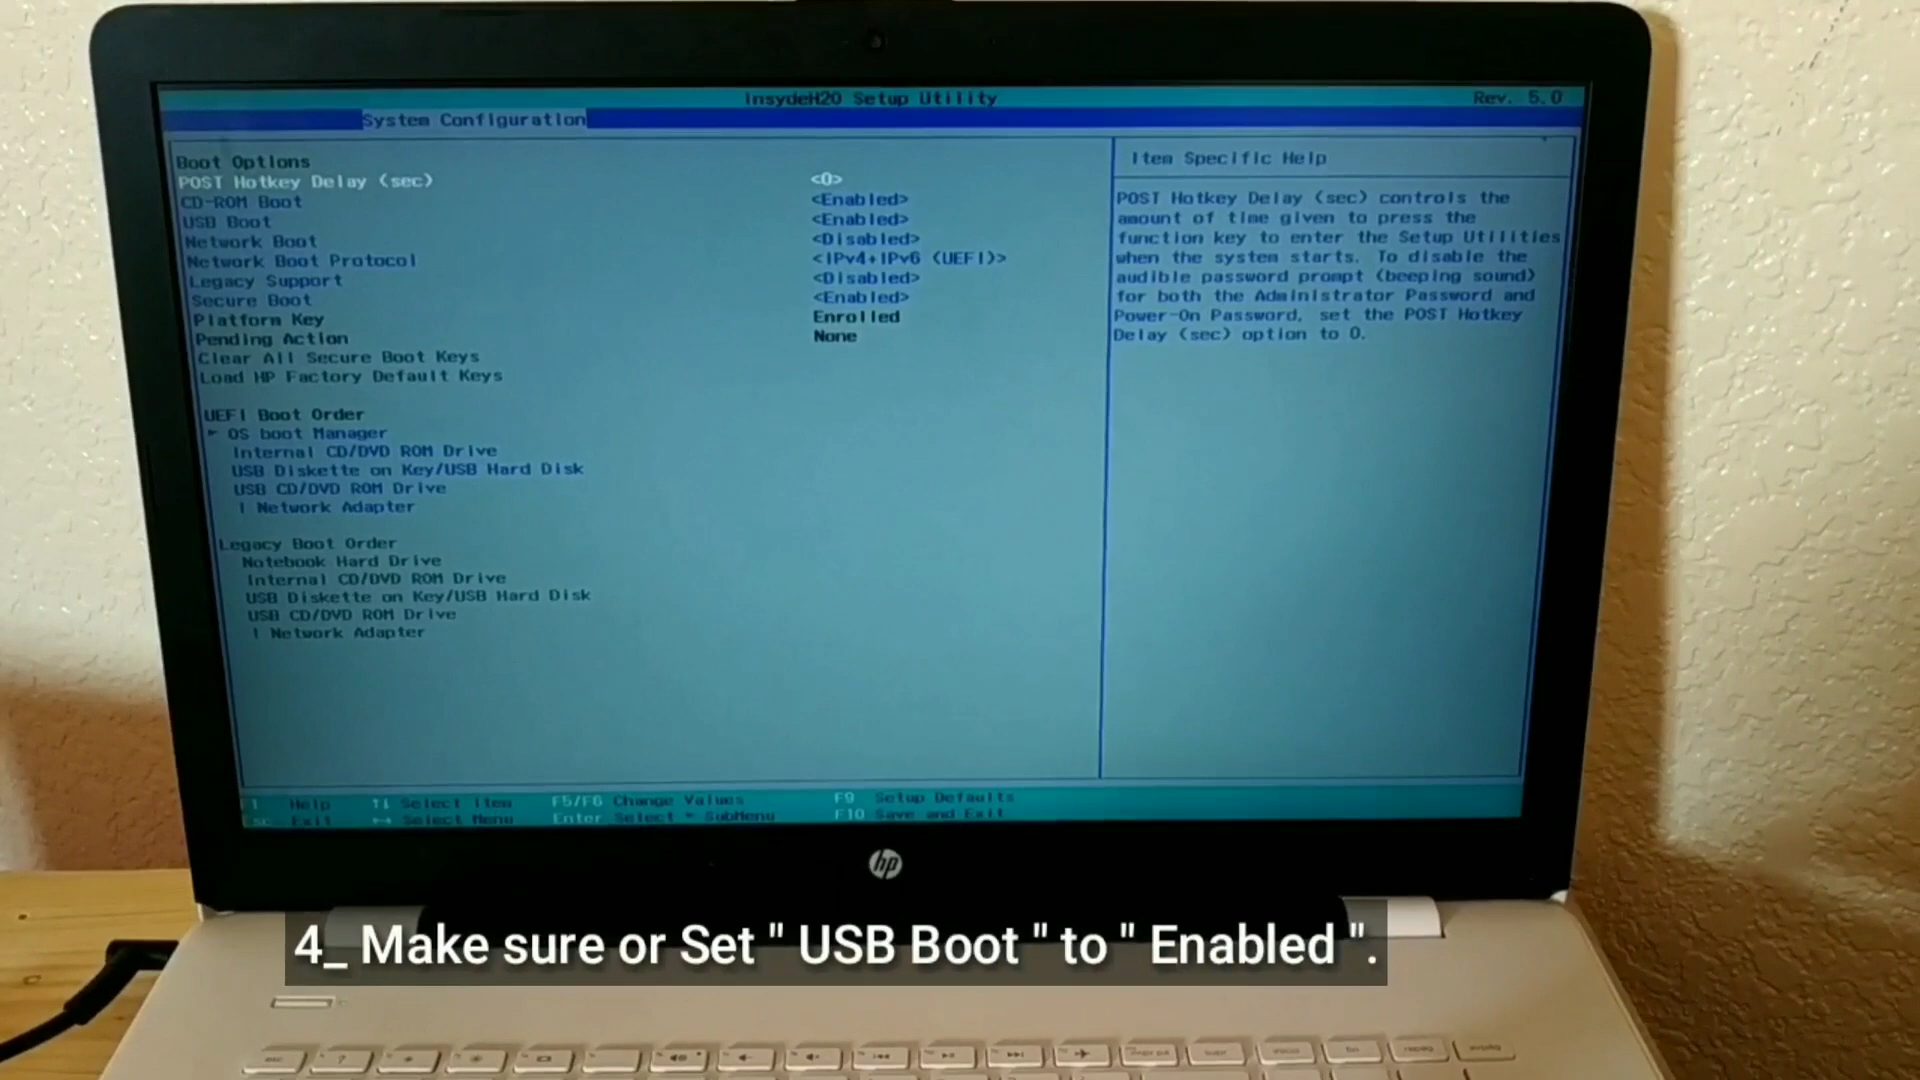 InsydeH20 Setup Utility
Rev. 5.0
System Configuration
Boot Options
POST Hotkey Delay (sec) <0>
CD-ROM Boot <Enabled>
USB Boot <Enabled>
Network Boot <Disabled>
Network Boot Protocol <IPv4+IPv6 (UEFI)>
Legacy Support <Disabled>
Secure Boot <Enabled>
Platform Key Enrolled
Pending Action None
Clear All Secure Boot Keys
Load HP Factory Default Keys
UEFI Boot Order
OS boot Manager
Internal CD/DVD ROM Drive
USB Diskette on Key/USB Hard Disk
USB CD/DVD ROM Drive
! Network Adapter
Legacy Boot Order
Notebook Hard Drive
Internal CD/DVD ROM Drive
USB Diskette on Key/USB Hard Disk
USB CD/DVD ROM Drive
! Network Adapter
Item Specific Help
POST Hotkey Delay (sec) controls the
amount of time given to press the
function key to enter the Setup Utilities
when the system starts. To disable the
audible password prompt (beeping sound)
for both the Administrator Password and
Power-On Password, set the POST Hotkey
Delay (sec) option to 0.
F1 Help ↑↓ Select Item F5/F6 Change Values F9 Setup Defaults
Esc Exit ←→ Select Menu Enter Select ► SubMenu F10 Save and Exit
hp
4_ Make sure or Set " USB Boot " to " Enabled ".
esc